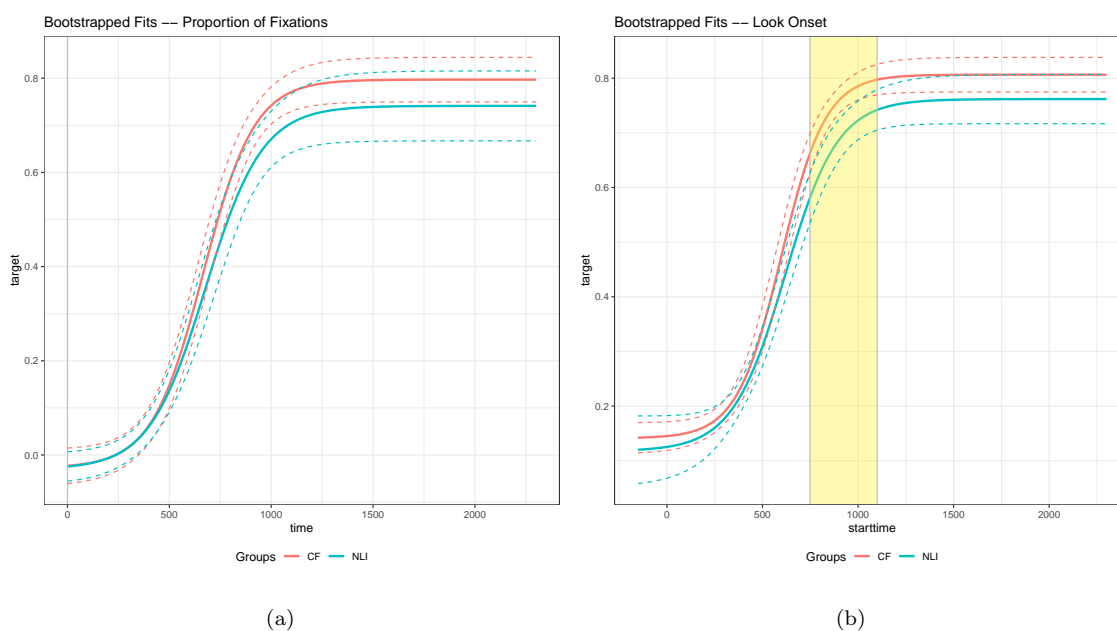 Bootstrapped Fits −− Proportion of Fixations
target
0.8
0.6
0.4
0.2
0.0
0 500 1000 1500 2000
time
Groups CF NLI
(a)
Bootstrapped Fits −− Look Onset
target
0.8
0.6
0.4
0.2
0 500 1000 1500 2000
starttime
Groups CF NLI
(b)